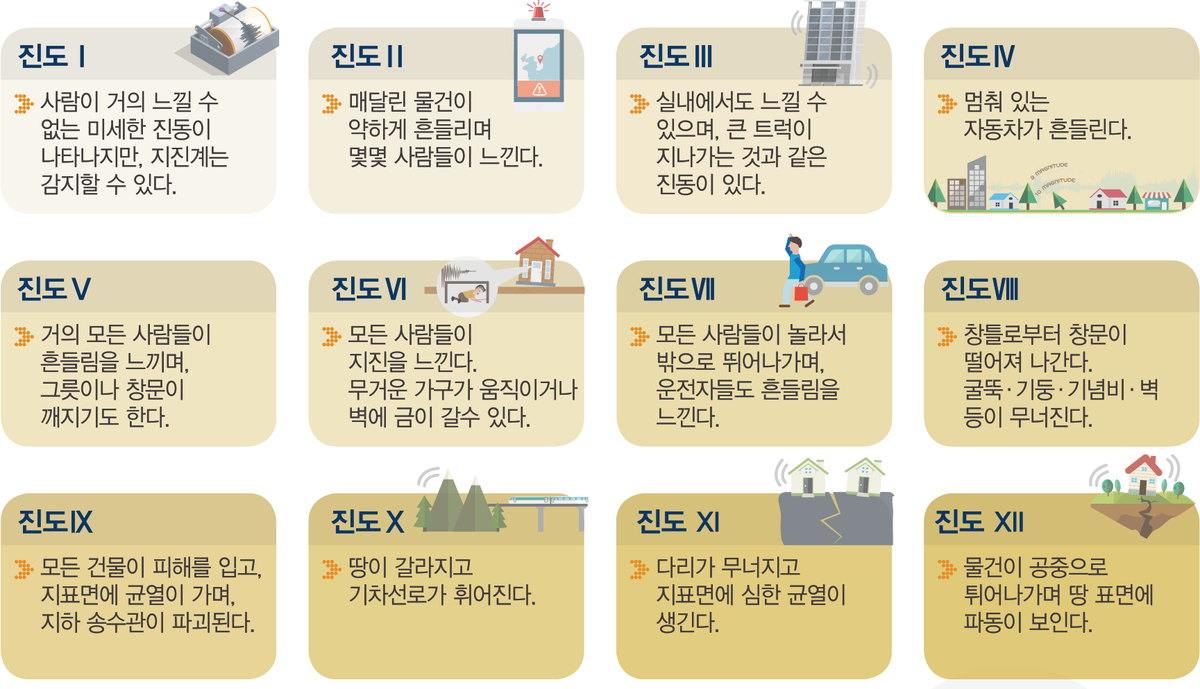 진도 Ⅰ
사람이 거의 느낄 수
없는 미세한 진동이
나타나지만, 지진계는
감지할 수 있다.
진도 Ⅱ
매달린 물건이
약하게 흔들리며
몇몇 사람들이 느낀다.
진도 Ⅲ
실내에서도 느낄 수
있으며, 큰 트럭이
지나가는 것과 같은
진동이 있다.
진도 Ⅳ
멈춰 있는
자동차가 흔들린다.
9 MAGNITUDE
10 MAGNITUDE
진도 Ⅴ
거의 모든 사람들이
흔들림을 느끼며,
그릇이나 창문이
깨지기도 한다.
진도 Ⅵ
모든 사람들이
지진을 느낀다.
무거운 가구가 움직이거나
벽에 금이 갈수 있다.
진도 Ⅶ
모든 사람들이 놀라서
밖으로 뛰어나가며,
운전자들도 흔들림을
느낀다.
진도 Ⅷ
창틀로부터 창문이
떨어져 나간다.
굴뚝·기둥·기념비·벽
등이 무너진다.
진도 Ⅸ
모든 건물이 피해를 입고,
지표면에 균열이 가며,
지하 송수관이 파괴된다.
진도 Ⅹ
땅이 갈라지고
기차선로가 휘어진다.
진도 XI
다리가 무너지고
지표면에 심한 균열이
생긴다.
진도 XII
물건이 공중으로
튀어나가며 땅 표면에
파동이 보인다.